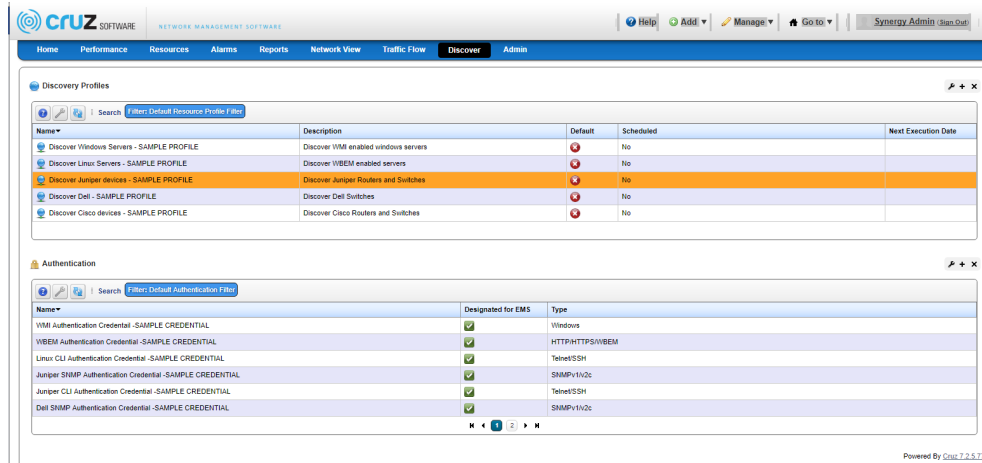 CRUZ SOFTWARE NETWORK MANAGEMENT SOFTWARE Help Add Manage Go to Synergy Admin (Sign Out)
Home Performance Resources Alarms Reports Network View Traffic Flow Discover Admin
Discovery Profiles
Search Filter: Default Resource Profile Filter
Name Description Default Scheduled Next Execution Date
Discover Windows Servers - SAMPLE PROFILE Discover WMI enabled windows servers No
Discover Linux Servers - SAMPLE PROFILE Discover WBEM enabled servers No
Discover Juniper devices - SAMPLE PROFILE Discover Juniper Routers and Switches No
Discover Dell - SAMPLE PROFILE Discover Dell Switches No
Discover Cisco devices - SAMPLE PROFILE Discover Cisco Routers and Switches No
Authentication
Search Filter: Default Authentication Filter
Name Designated for EMS Type
WMI Authentication Credentail -SAMPLE CREDENTIAL Windows
WBEM Authentication Credential -SAMPLE CREDENTIAL HTTP/HTTPS/WBEM
Linux CLI Authentication Credential -SAMPLE CREDENTIAL Telnet/SSH
Juniper SNMP Authentication Credential -SAMPLE CREDENTIAL SNMPv1/v2c
Juniper CLI Authentication Credential -SAMPLE CREDENTIAL Telnet/SSH
Dell SNMP Authentication Credential -SAMPLE CREDENTIAL SNMPv1/v2c
1 2
Powered By Cruz 7.2.5.7